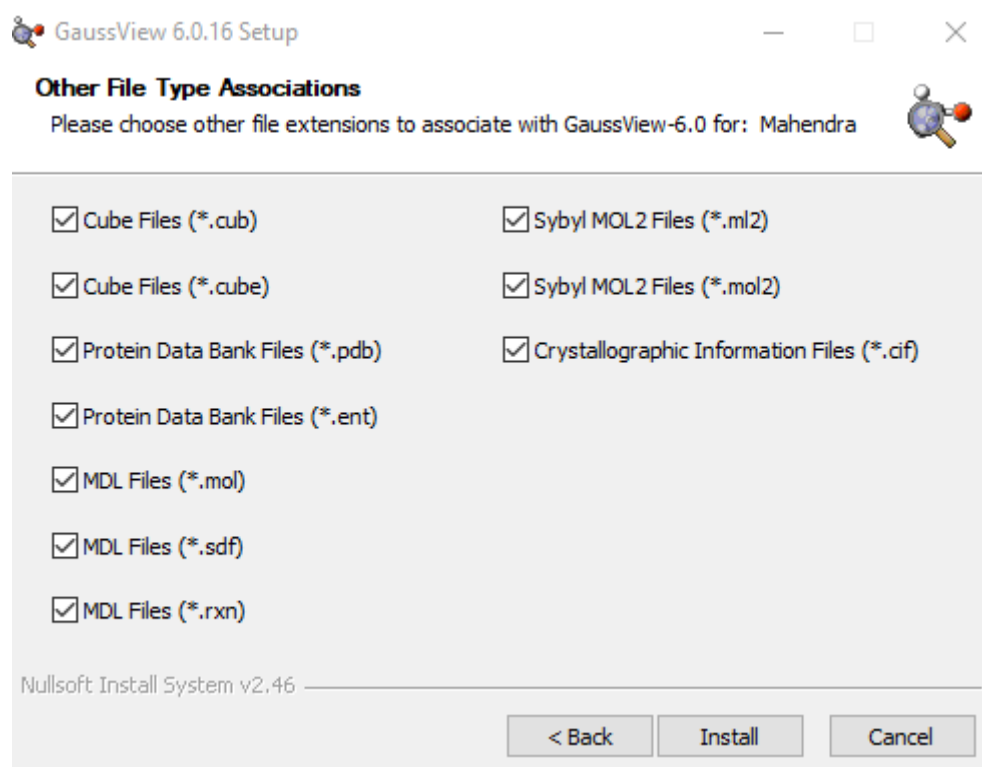 GaussView 6.0.16 Setup
Other File Type Associations
Please choose other file extensions to associate with GaussView-6.0 for: Mahendra
Cube Files (*.cub)
Cube Files (*.cube)
Protein Data Bank Files (*.pdb)
Protein Data Bank Files (*.ent)
MDL Files (*.mol)
MDL Files (*.sdf)
MDL Files (*.rxn)
Sybyl MOL2 Files (*.ml2)
Sybyl MOL2 Files (*.mol2)
Crystallographic Information Files (*.cif)
Nullsoft Install System v2.46
< Back
Install
Cancel